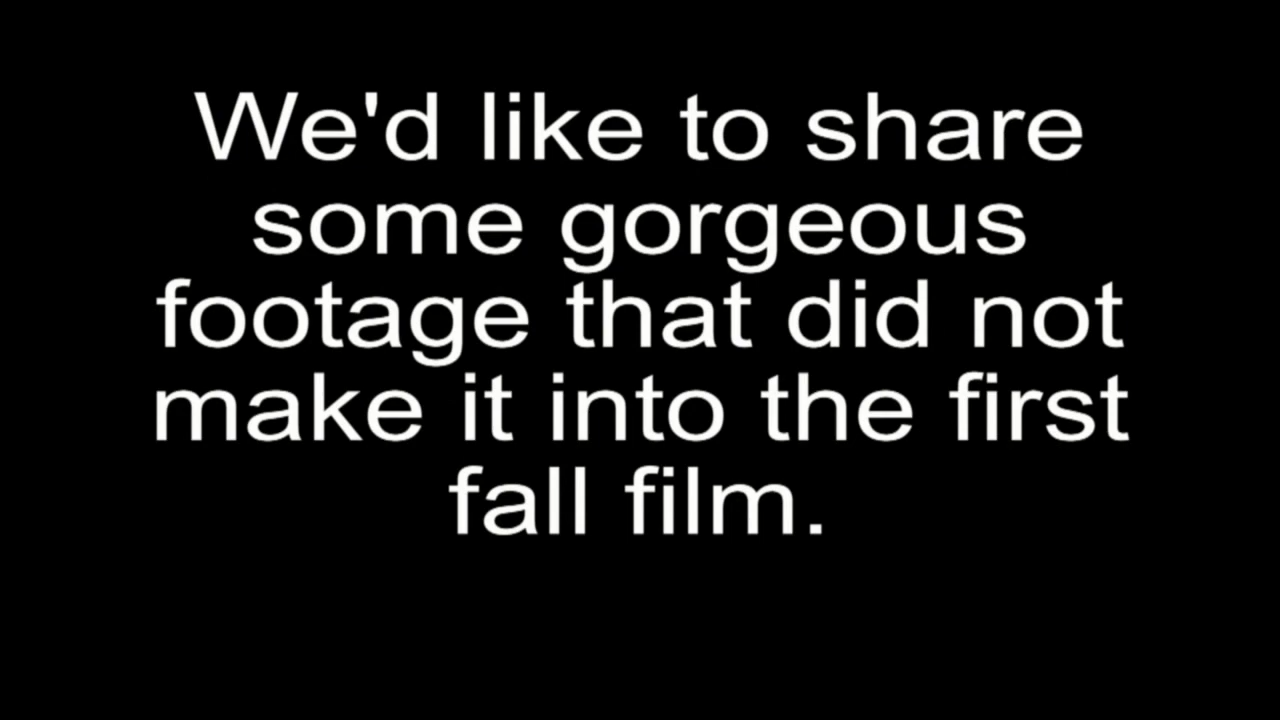 We'd like to share
some gorgeous
footage that did not
make it into the first
fall film.